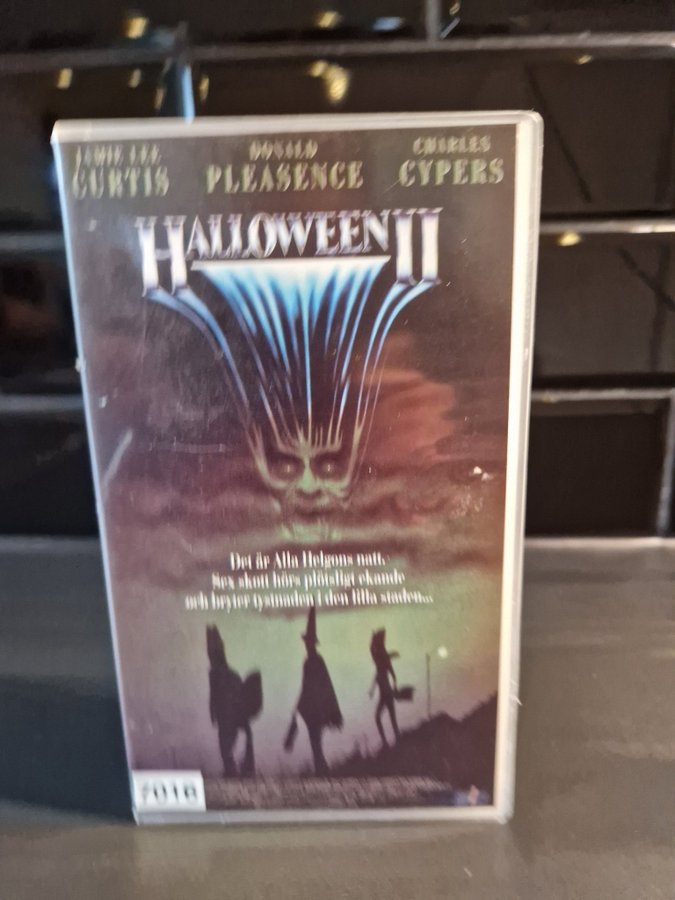 JAMIE LEE CURTIS
DONALD PLEASENCE
CHARLES CYPERS
HALLOWEEN II
Det är Alla Helgons natt.
Sex skott hörs plötsligt ekande
och bryter tystnaden i den lilla staden...
7016